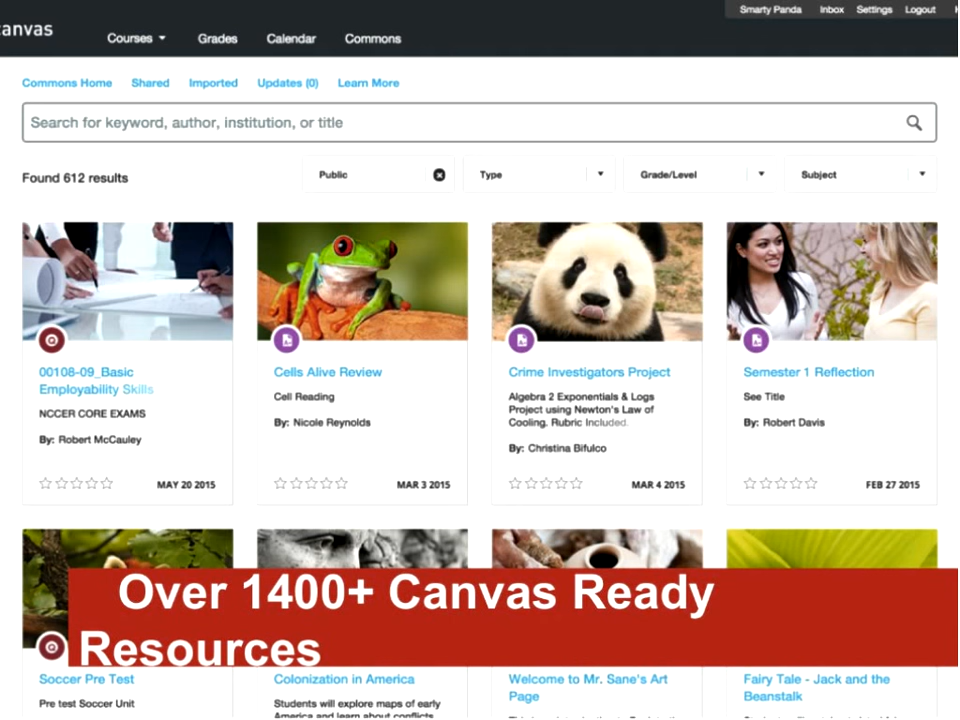 Smarty Panda Inbox Settings Logout
canvas
Courses Grades Calendar Commons
Commons Home Shared Imported Updates (0) Learn More
Search for keyword, author, institution, or title
Found 612 results
Public Type Grade/Level Subject
00108-09_Basic
Employability Skills
NCCER CORE EXAMS
By: Robert McCauley
MAY 20 2015
Cells Alive Review
Cell Reading
By: Nicole Reynolds
MAR 3 2015
Crime Investigators Project
Algebra 2 Exponentials & Logs
Project using Newton's Law of
Cooling. Rubric Included.
By: Christina Bifulco
MAR 4 2015
Semester 1 Reflection
See Title
By: Robert Davis
FEB 27 2015
Over 1400+ Canvas Ready
Resources
Soccer Pre Test
Pre test Soccer Unit
Colonization in America
Students will explore maps of early
America and learn about conflicts
Welcome to Mr. Sane's Art
Page
Fairy Tale - Jack and the
Beanstalk